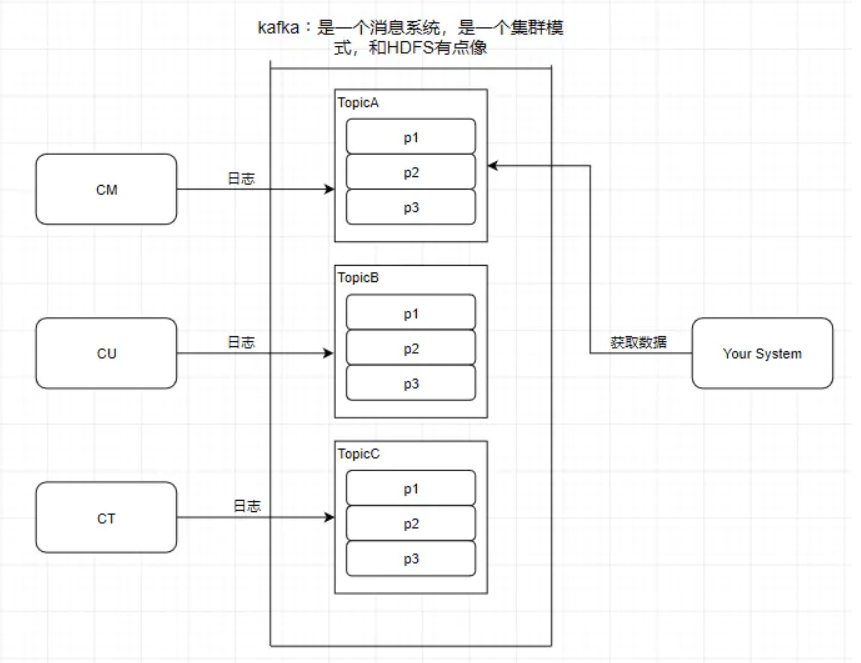 kafka：是一个消息系统，是一个集群模
式，和HDFS有点像
TopicA
p1
p2
p3
CM
日志
TopicB
p1
p2
p3
CU
日志
获取数据
Your System
TopicC
p1
p2
p3
CT
日志